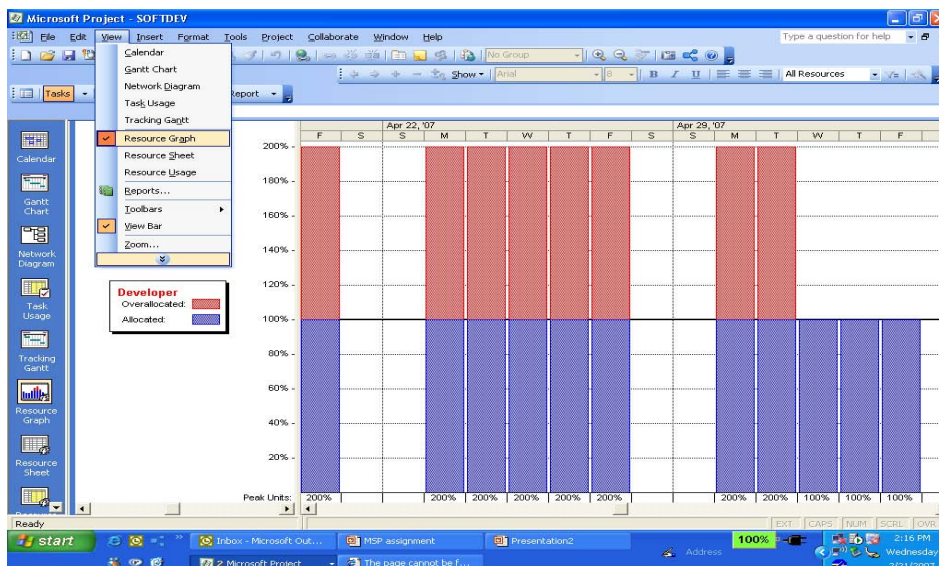 Microsoft Project - SOFTDEV
File Edit View Insert Format Tools Project Collaborate Window Help Type a question for help
No Group
Show Arial 8 B I U All Resources
Tasks Report
Calendar
Gantt Chart
Network Diagram
Task Usage
Tracking Gantt
Resource Graph
Resource Sheet
Resource Usage
Reports...
Toolbars
View Bar
Zoom...
Calendar
Gantt
Chart
Network
Diagram
Task
Usage
Tracking
Gantt
Resource
Graph
Resource
Sheet
Developer
Overallocated:
Allocated:
Apr 22, '07 Apr 29, '07
F S S M T W T F S S M T W T F
200%
180%
160%
140%
120%
100%
80%
60%
40%
20%
Peak Units: 200% 200% 200% 200% 200% 200% 200% 200% 100% 100% 100%
Ready EXT CAPS NUM SCRL OVR
start Inbox - Microsoft Out... MSP assignment Presentation2 100% 2:16 PM
Address Wednesday
2 Microsoft Project The page cannot be f... 2/21/2007